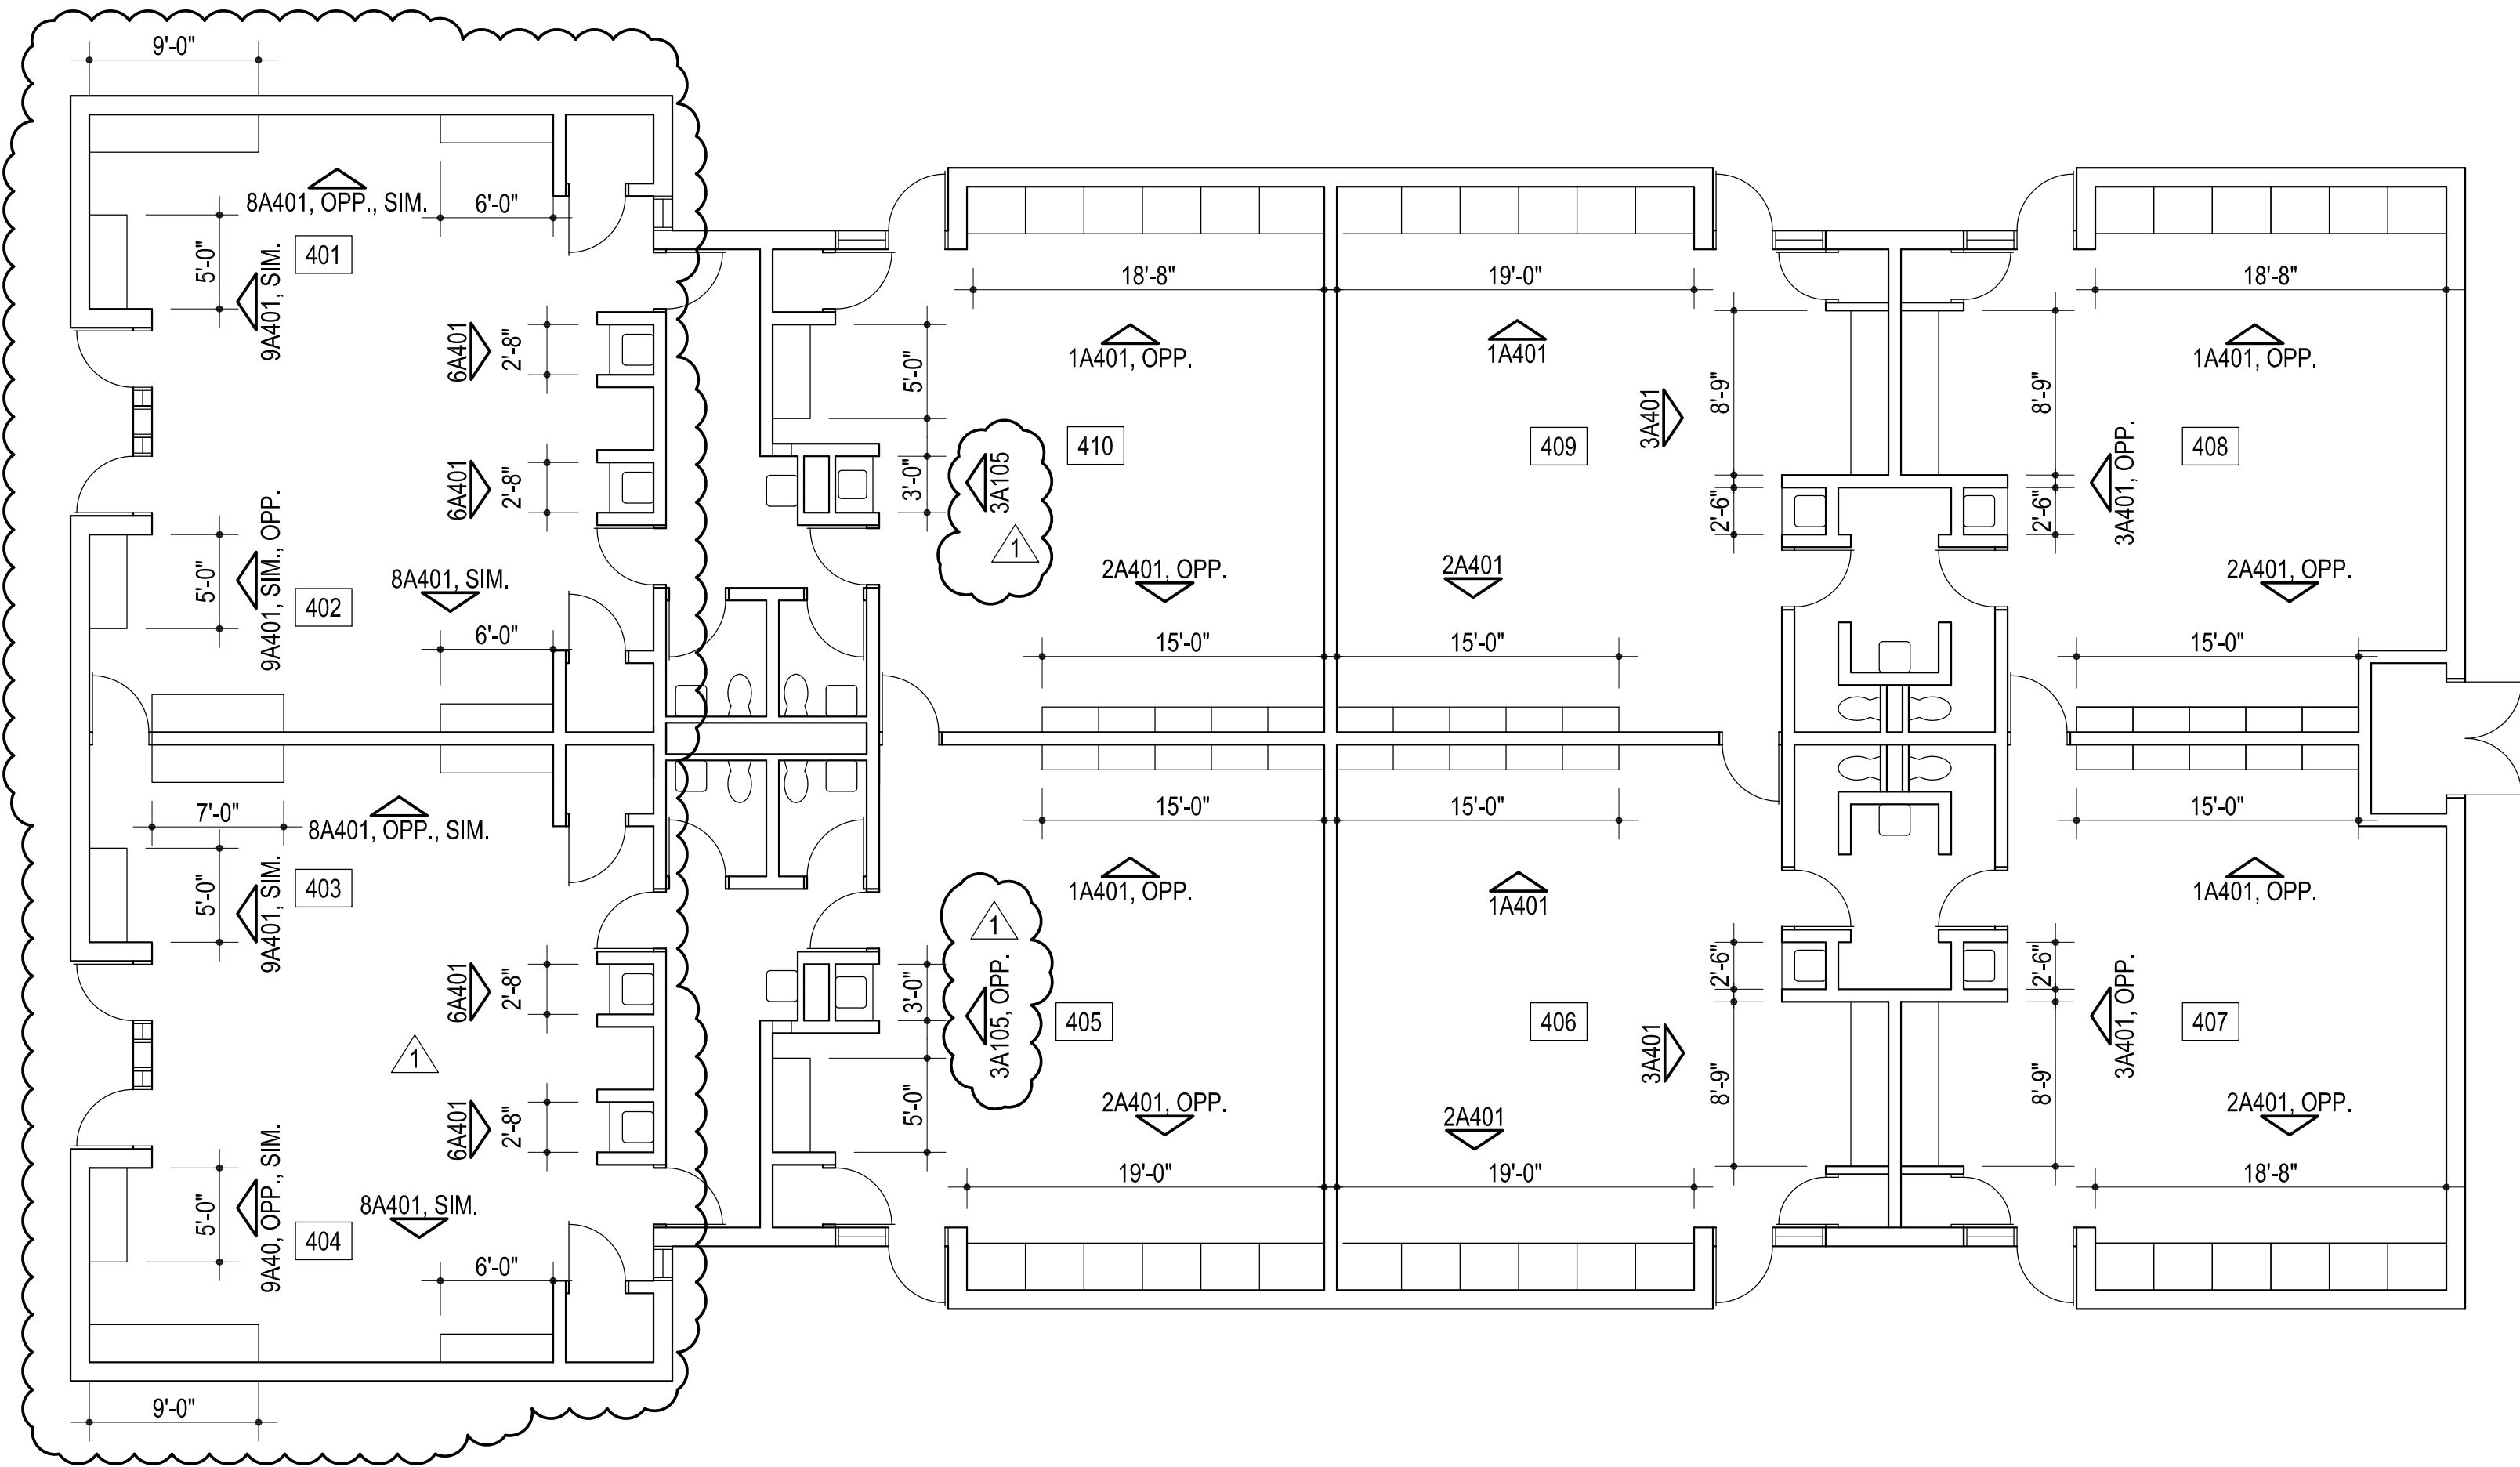 9'-0"
8A401, OPP., SIM.
6'-0"
5'-0"
9A401, SIM.
401
6A401
2'-8"
6A401
2'-8"
5'-0"
9A401, SIM., OPP.
402
8A401, SIM.
6'-0"
7'-0"
8A401, OPP., SIM.
5'-0"
9A401, SIM.
403
6A401
2'-8"
1
6A401
2'-8"
5'-0"
9A40, OPP., SIM.
404
8A401, SIM.
6'-0"
9'-0"
18'-8"
1A401, OPP.
5'-0"
3'-0"
3A105
1
410
2A401, OPP.
15'-0"
19'-0"
1A401
409
3A401
8'-9"
2'-6"
2A401
15'-0"
18'-8"
1A401, OPP.
8'-9"
2'-6"
3A401, OPP.
408
2A401, OPP.
15'-0"
15'-0"
1A401, OPP.
1
3'-0"
3A105, OPP.
405
5'-0"
2A401, OPP.
19'-0"
15'-0"
1A401
406
3A401
2'-6"
8'-9"
2A401
19'-0"
15'-0"
1A401, OPP.
2'-6"
3A401, OPP.
407
8'-9"
2A401, OPP.
18'-8"